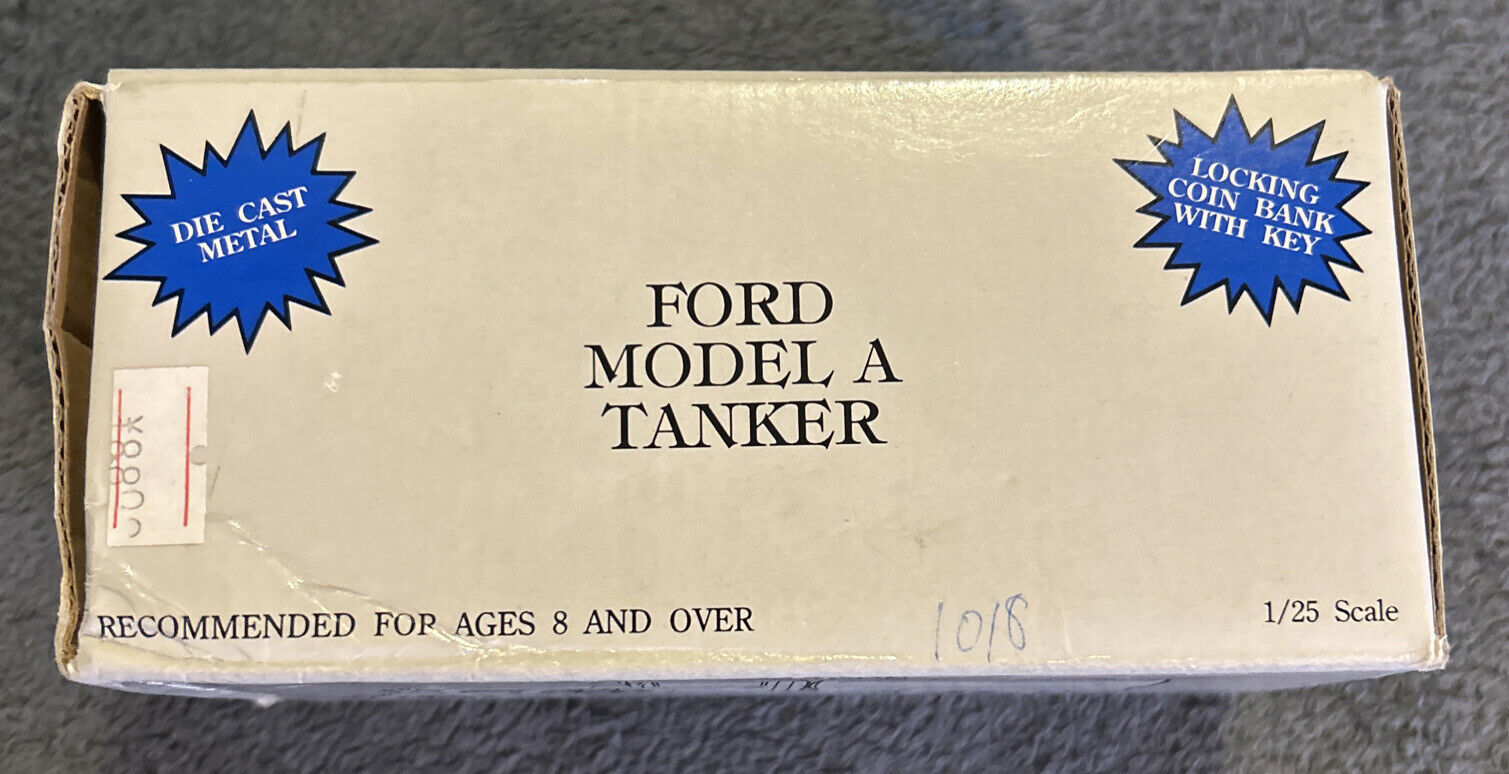 DIE CAST
METAL
LOCKING
COIN BANK
WITH KEY
FORD
MODEL A
TANKER
RECOMMENDED FOR AGES 8 AND OVER
1018
1/25 Scale